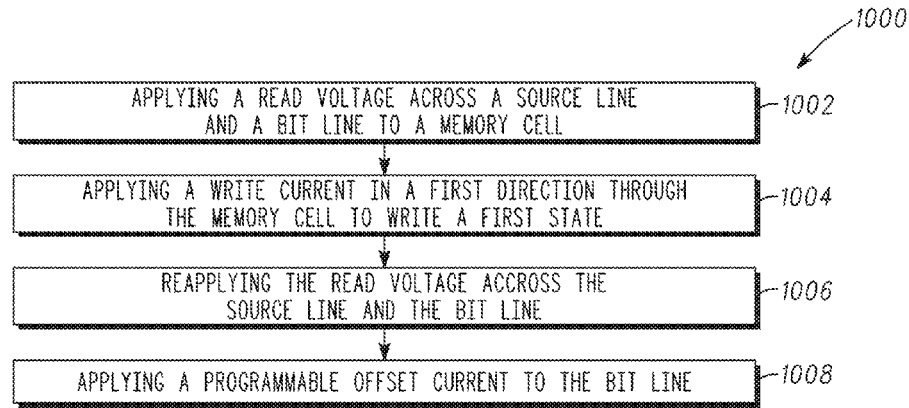 1000
APPLYING A READ VOLTAGE ACROSS A SOURCE LINE
AND A BIT LINE TO A MEMORY CELL
1002
APPLYING A WRITE CURRENT IN A FIRST DIRECTION THROUGH
THE MEMORY CELL TO WRITE A FIRST STATE
1004
REAPPLYING THE READ VOLTAGE ACCROSS THE
SOURCE LINE AND THE BIT LINE
1006
APPLYING A PROGRAMMABLE OFFSET CURRENT TO THE BIT LINE
1008